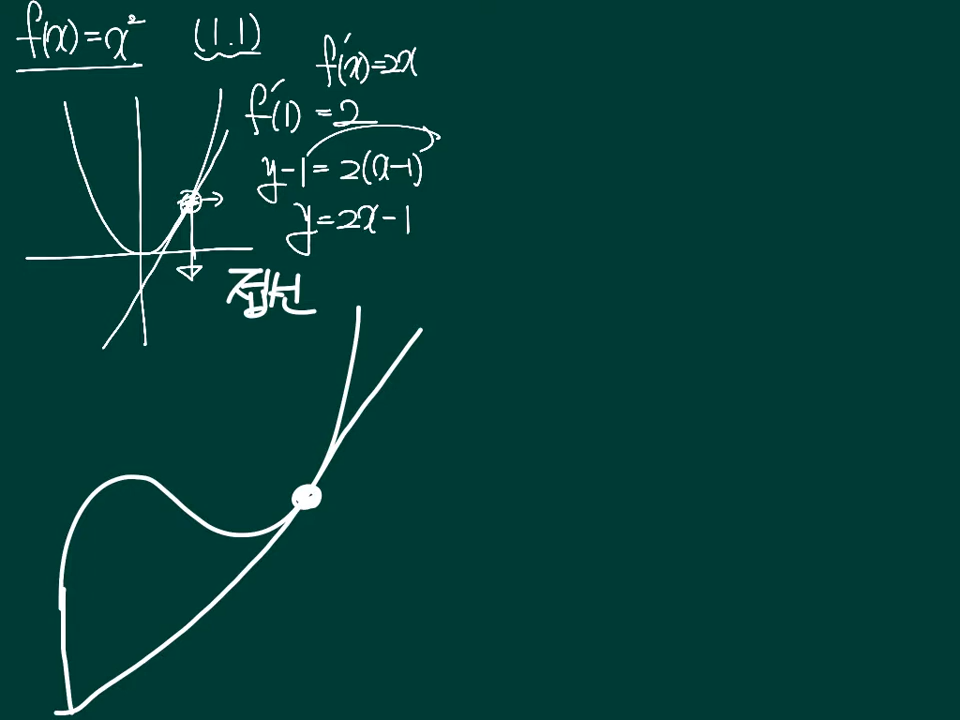 f(x)=x² (1.1)
f'(x)=2x
f'(1)=2
y-1=2(x-1)
y=2x-1
접선